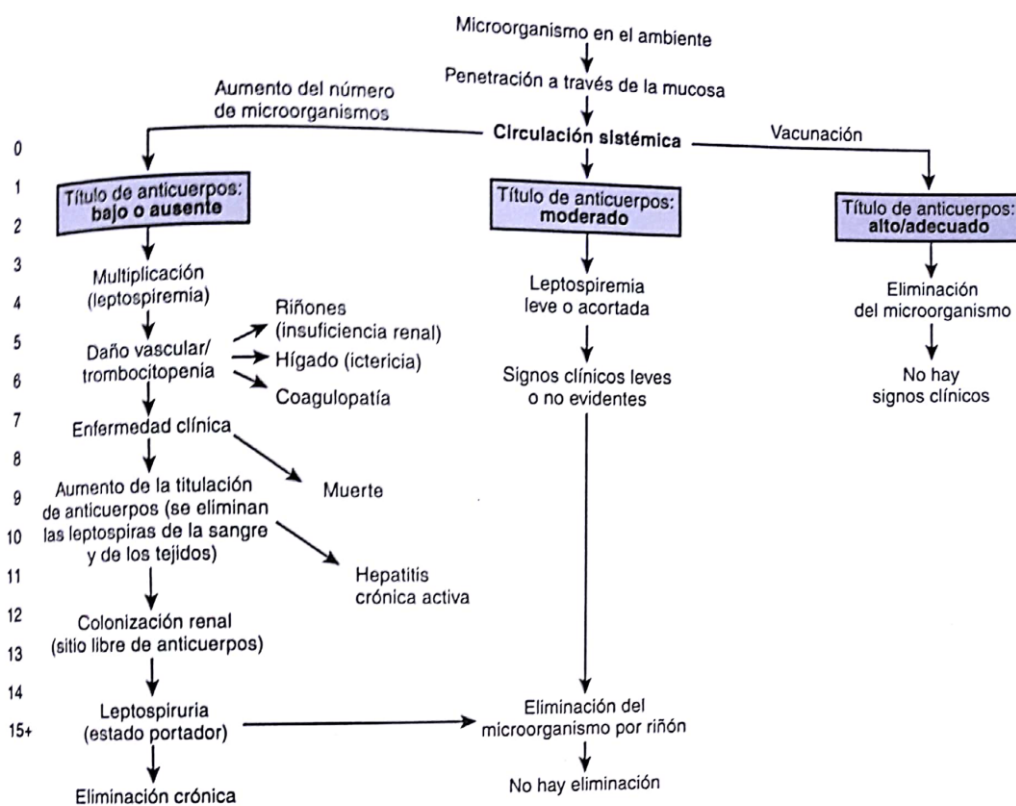 Microorganismo en el ambiente
Penetración a través de la mucosa
Aumento del número
de microorganismos
Circulación sistémica
Vacunación
0
1
2
3
4
5
6
7
8
9
10
11
12
13
14
15+
Título de anticuerpos:
bajo o ausente
Multiplicación
(leptospiremia)
Daño vascular/
trombocitopenia
Riñones
(insuficiencia renal)
Hígado (ictericia)
Coagulopatía
Enfermedad clínica
Muerte
Aumento de la titulación
de anticuerpos (se eliminan
las leptospiras de la sangre
y de los tejidos)
Hepatitis
crónica activa
Colonización renal
(sitio libre de anticuerpos)
Leptospiruria
(estado portador)
Eliminación crónica
Título de anticuerpos:
moderado
Leptospiremia
leve o acortada
Signos clínicos leves
o no evidentes
Eliminación del
microorganismo por riñón
No hay eliminación
Título de anticuerpos:
alto/adecuado
Eliminación
del microorganismo
No hay
signos clínicos